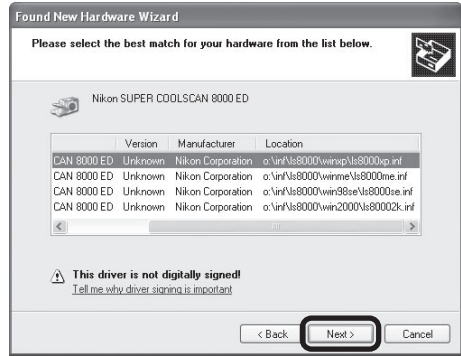 Found New Hardware Wizard
Please select the best match for your hardware from the list below.
Nikon SUPER COOLSCAN 8000 ED
Version Manufacturer Location
CAN 8000 ED Unknown Nikon Corporation o:\inf\ls8000\winxp\ls8000xp.inf
CAN 8000 ED Unknown Nikon Corporation o:\inf\ls8000\winme\ls8000me.inf
CAN 8000 ED Unknown Nikon Corporation o:\inf\ls8000\win98se\ls8000se.inf
CAN 8000 ED Unknown Nikon Corporation o:\inf\ls8000\win2000\ls80002k.inf
This driver is not digitally signed!
Tell me why driver signing is important
< Back Next > Cancel